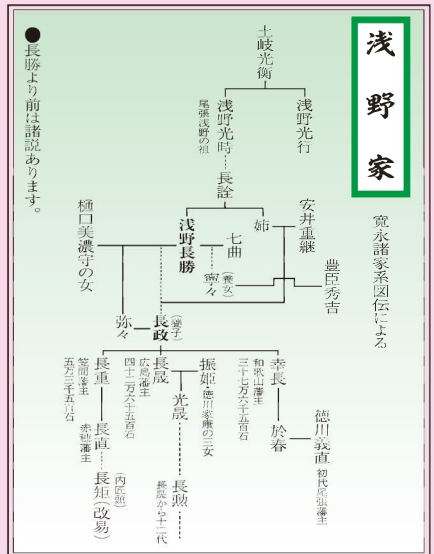 浅野家
寛永諸家系図伝による
●長勝より前は諸説あります。
土岐光衡
浅野光行
浅野光時
尾張浅野の祖
長詮
安井重継
姉
七曲
浅野長勝
樋口美濃守の女
豊臣秀吉
(養女)
寧々
(養子)
長政
弥々
幸長
和歌山藩主
三十七万六千五百石
於春
徳川義直
初代尾張藩主
振姫・徳川家康の三女
長晟
広島藩主
四十二万六千五百石
光晟
長勲
長晟から十二代
長重
笠間藩主
五万三千五百石
長直
赤穂藩主
(内匠頭)
長矩(改易)